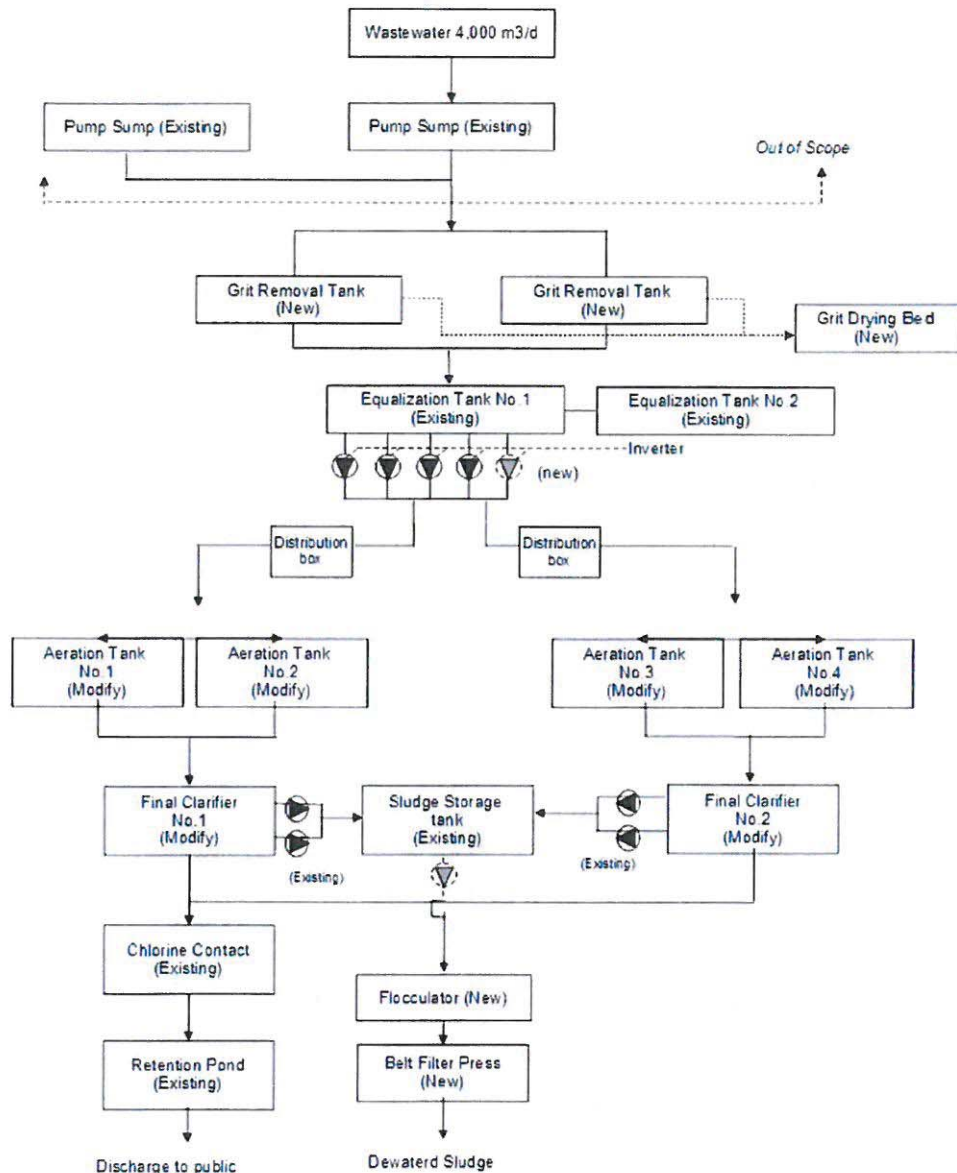 Wastewater 4,000 m3/d
Pump Sump (Existing)
Pump Sump (Existing)
Out of Scope
Grit Removal Tank
(New)
Grit Removal Tank
(New)
Grit Drying Bed
(New)
Equalization Tank No.1
(Existing)
Equalization Tank No.2
(Existing)
Inverter
(new)
Distribution
box
Distribution
box
Aeration Tank
No.1
(Modify)
Aeration Tank
No.2
(Modify)
Aeration Tank
No.3
(Modify)
Aeration Tank
No.4
(Modify)
Final Clarifier
No.1
(Modify)
Sludge Storage
tank
(Existing)
Final Clarifier
No.2
(Modify)
(Existing)
(Existing)
Chlorine Contact
(Existing)
Flocculator (New)
Retention Pond
(Existing)
Belt Filter Press
(New)
Discharge to public
Dewaterd Sludge